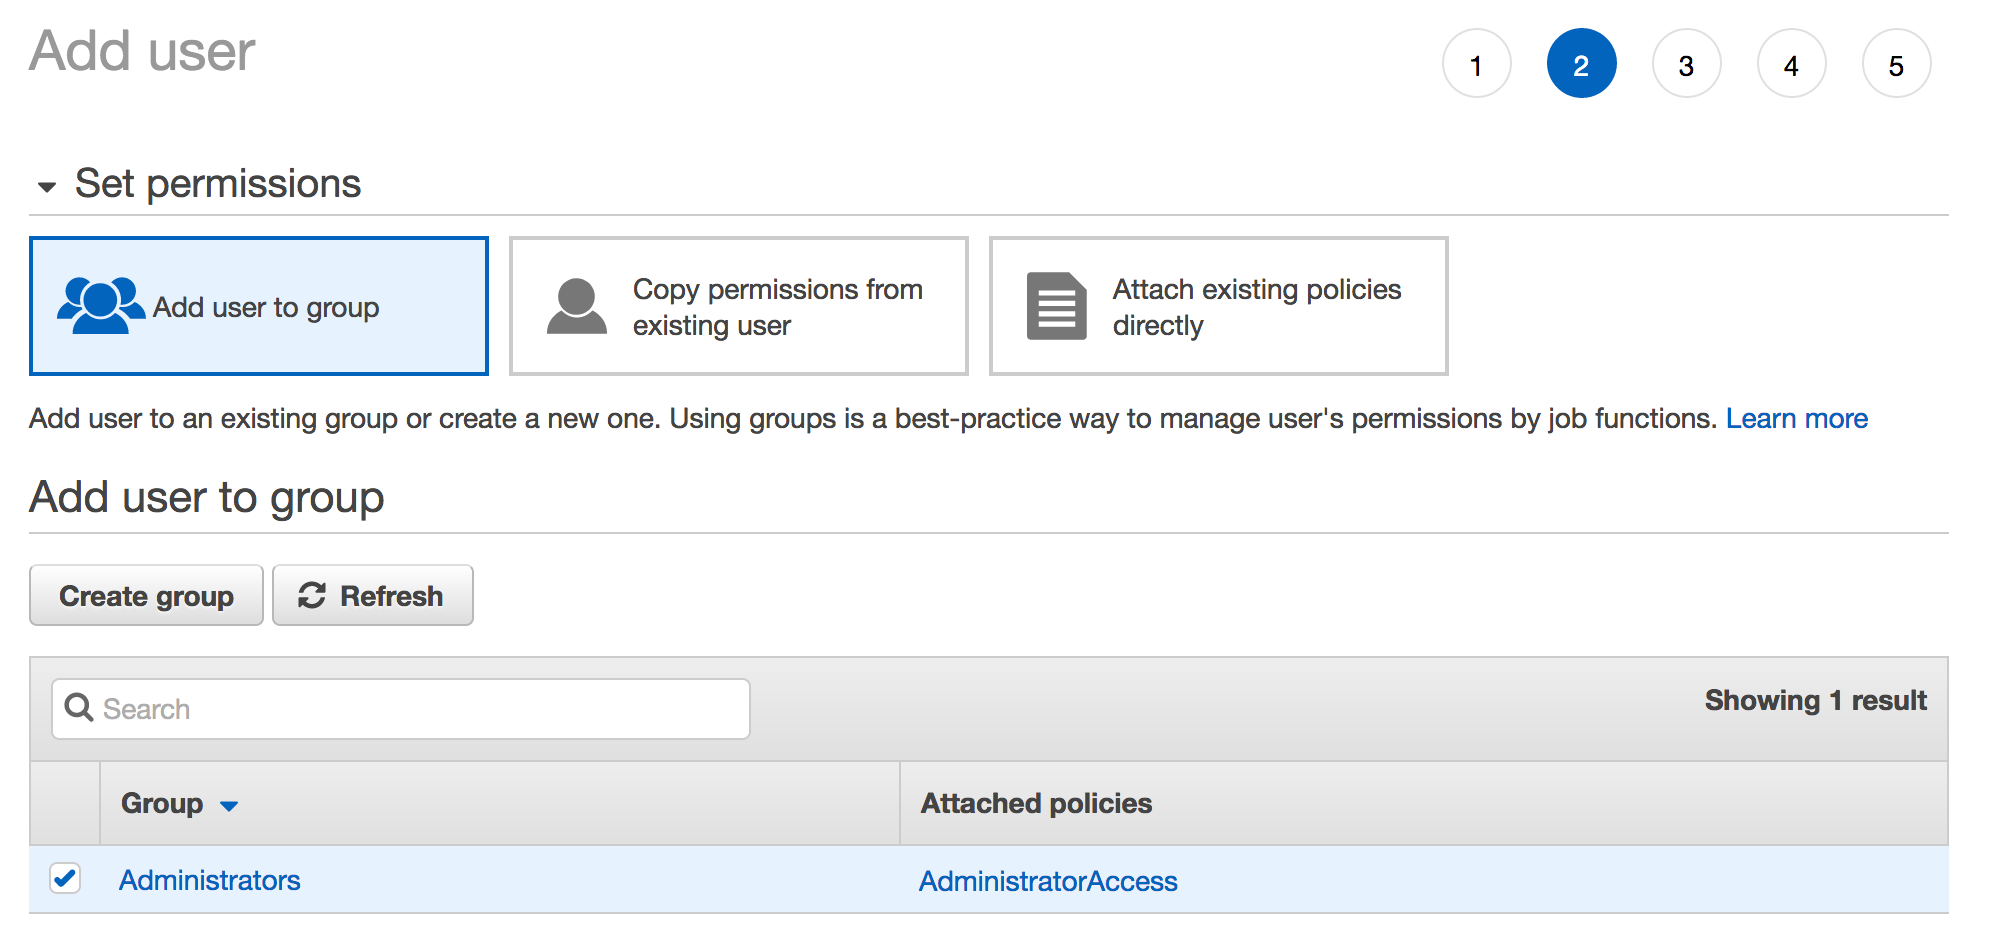 Add user
1 2 3 4 5
Set permissions
Add user to group
Copy permissions from
existing user
Attach existing policies
directly
Add user to an existing group or create a new one. Using groups is a best-practice way to manage user's permissions by job functions. Learn more
Add user to group
Create group
Refresh
Search
Showing 1 result
Group
Attached policies
Administrators
AdministratorAccess